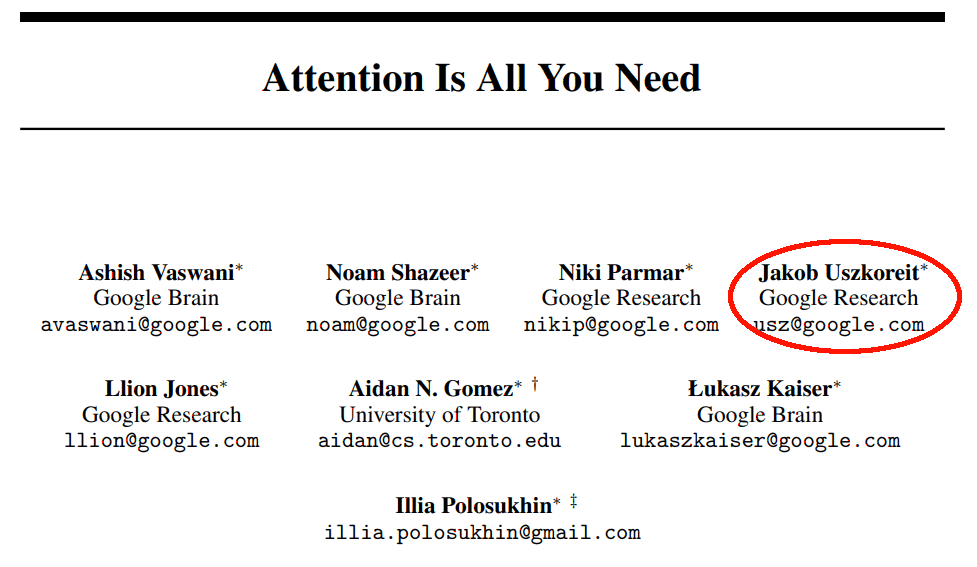 Attention Is All You Need
Ashish Vaswani* Noam Shazeer* Niki Parmar* Jakob Uszkoreit*
Google Brain Google Brain Google Research Google Research
avaswani@google.com noam@google.com nikip@google.com usz@google.com
Llion Jones* Aidan N. Gomez* † Łukasz Kaiser*
Google Research University of Toronto Google Brain
llion@google.com aidan@cs.toronto.edu lukaszkaiser@google.com
Illia Polosukhin* ‡
illia.polosukhin@gmail.com